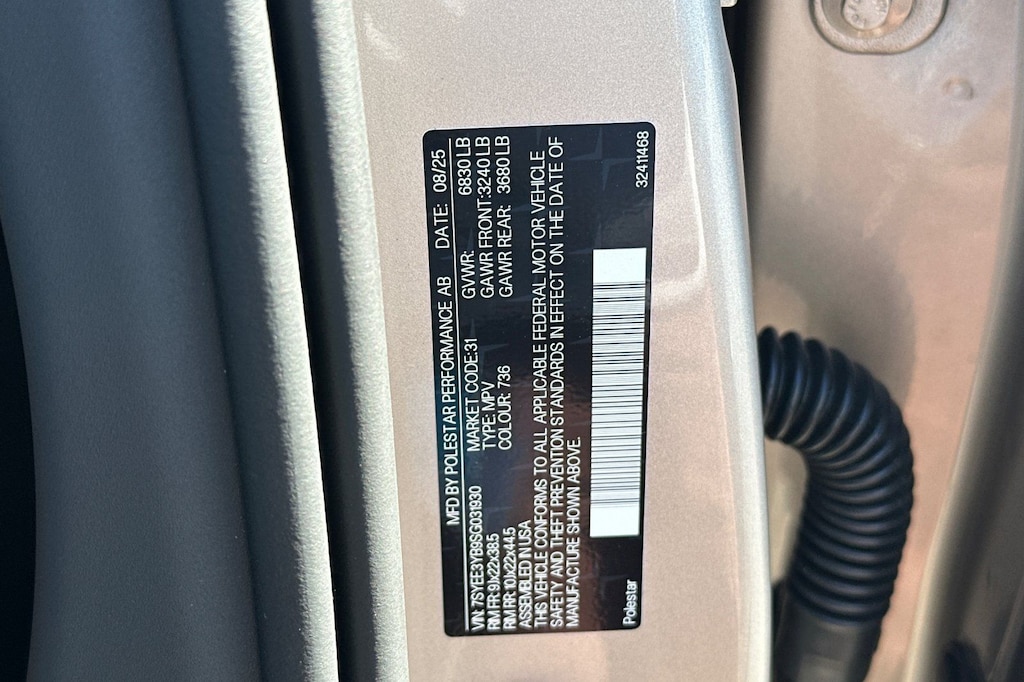 MFD BY POLESTAR PERFORMANCE AB DATE: 08/25
VIN: 7SYEE3YB9SG031930 MARKET CODE:31 GVWR: 6830 LB
RIM FR: 9Jx22x38.5 TYPE: MPV GAWR FRONT:3240 LB
RIM RR: 10Jx22x44.5 COLOUR: 736 GAWR REAR: 3680 LB
ASSEMBLED IN USA
THIS VEHICLE CONFORMS TO ALL APPLICABLE FEDERAL MOTOR VEHICLE
SAFETY AND THEFT PREVENTION STANDARDS IN EFFECT ON THE DATE OF
MANUFACTURE SHOWN ABOVE.
Polestar 32411468